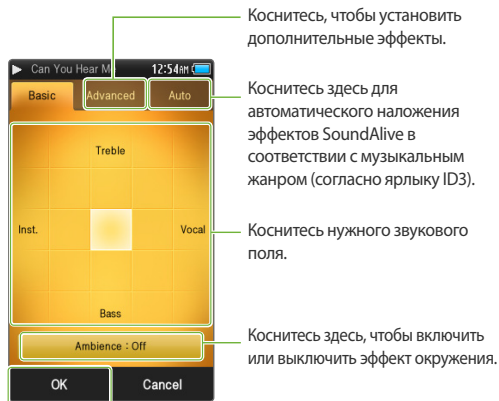 Коснитесь, чтобы установить
дополнительные эффекты.
Can You Hear M
12:54AM
Basic
Advanced
Auto
Коснитесь здесь для
автоматического наложения
эффектов SoundAlive в
соответствии с музыкальным
жанром (согласно ярлыку ID3).
Treble
Inst.
Vocal
Bass
Коснитесь нужного звукового
поля.
Ambience : Off
Коснитесь здесь, чтобы включить
или выключить эффект окружения.
OK
Cancel